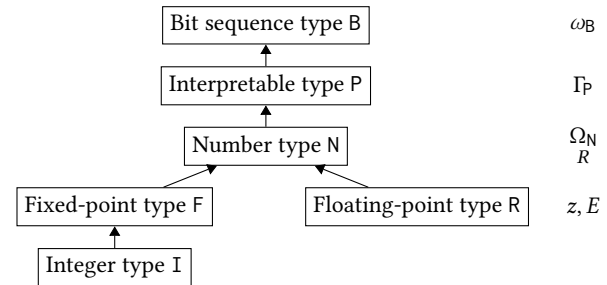 Bit sequence type B ω_B
Interpretable type P Γ_P
Number type N Ω_N
R
Fixed-point type F Floating-point type R z, E
Integer type I